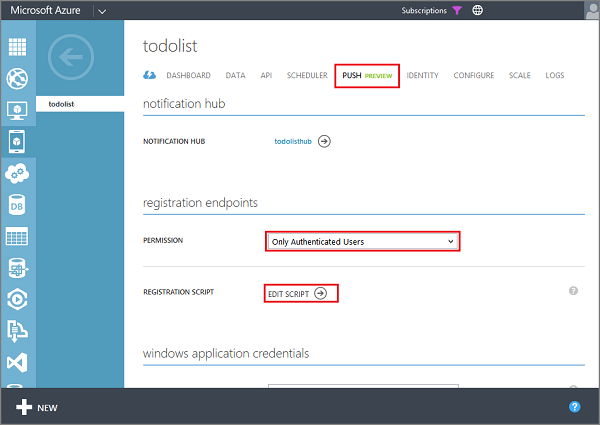 Microsoft Azure
Subscriptions
todolist
DASHBOARD DATA API SCHEDULER PUSH PREVIEW IDENTITY CONFIGURE SCALE LOGS
todolist
notification hub
NOTIFICATION HUB todolisthub
DB
registration endpoints
PERMISSION Only Authenticated Users
REGISTRATION SCRIPT EDIT SCRIPT ?
windows application credentials
NEW ?